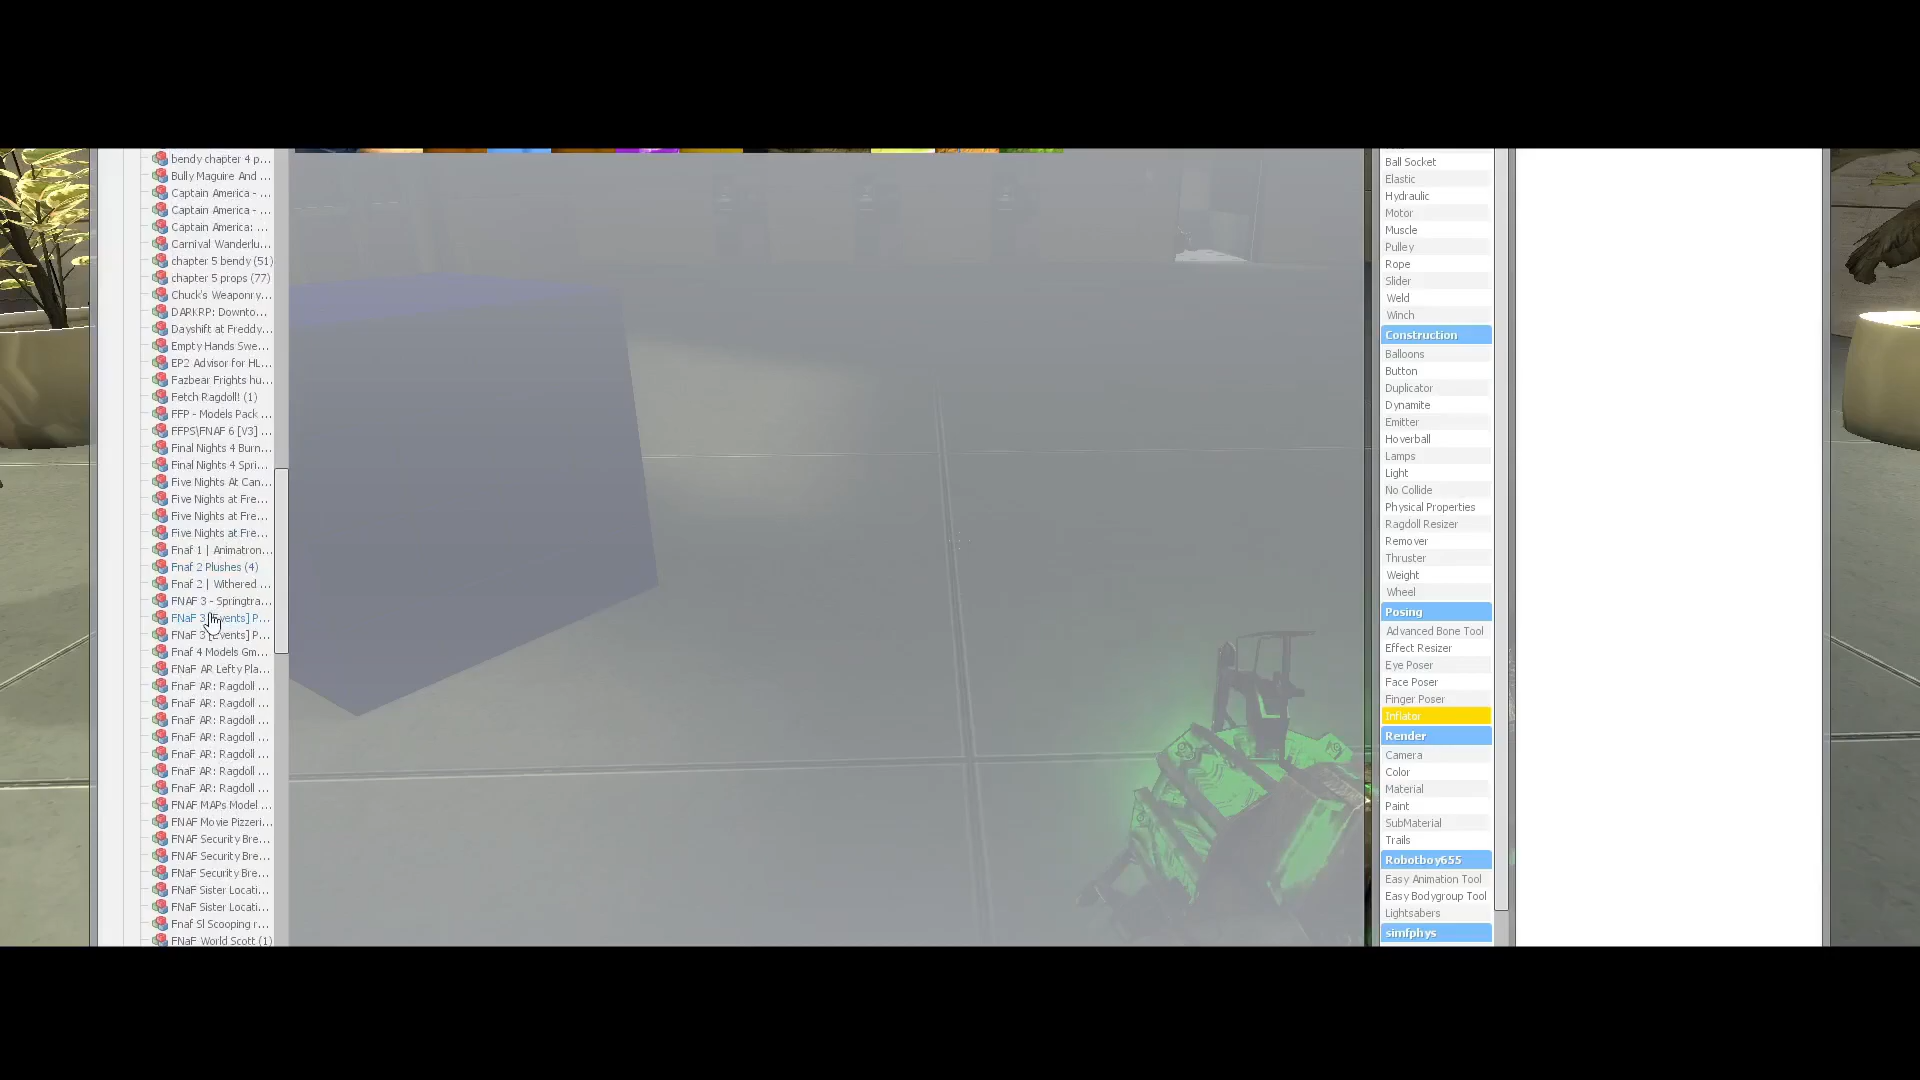 bendy chapter 4 p...
Bully Maguire And ...
Captain America - ...
Captain America - ...
Captain America: ...
Carnival Wanderlu...
chapter 5 bendy (51)
chapter 5 props (77)
Chuck's Weaponry...
DARKRP: Downto...
Dayshift at Freddy...
Empty Hands Swe...
EP2 Advisor for HL...
Fazbear Frights hu...
Fetch Ragdoll! (1)
FFP - Models Pack ...
FFPS\FNAF 6 [V3] ...
Final Nights 4 Burn...
Final Nights 4 Spri...
Five Nights At Can...
Five Nights at Fre...
Five Nights at Fre...
Five Nights at Fre...
Fnaf 1 | Animatron...
Fnaf 2 Plushes (4)
Fnaf 2 | Withered ...
FNAF 3 - Springtra...
FNaF 3 [Events] P...
FNaF 3 [Events] P...
Fnaf 4 Models Gm...
FNaF AR Lefty Pla...
FnaF AR: Ragdoll ...
FnaF AR: Ragdoll ...
FnaF AR: Ragdoll ...
FnaF AR: Ragdoll ...
FnaF AR: Ragdoll ...
FnaF AR: Ragdoll ...
FnaF AR: Ragdoll ...
FNAF MAPs Model ...
FNAF Movie Pizzeri...
FNAF Security Bre...
FNAF Security Bre...
FNaF Security Bre...
FNaF Sister Locati...
FNaF Sister Locati...
Fnaf Sl Scooping r...
FNaF World Scott (1)
Ball Socket
Elastic
Hydraulic
Motor
Muscle
Pulley
Rope
Slider
Weld
Winch
Construction
Balloons
Button
Duplicator
Dynamite
Emitter
Hoverball
Lamps
Light
No Collide
Physical Properties
Ragdoll Resizer
Remover
Thruster
Weight
Wheel
Posing
Advanced Bone Tool
Effect Resizer
Eye Poser
Face Poser
Finger Poser
Inflator
Render
Camera
Color
Material
Paint
SubMaterial
Trails
Robotboy655
Easy Animation Tool
Easy Bodygroup Tool
Lightsabers
simfphys